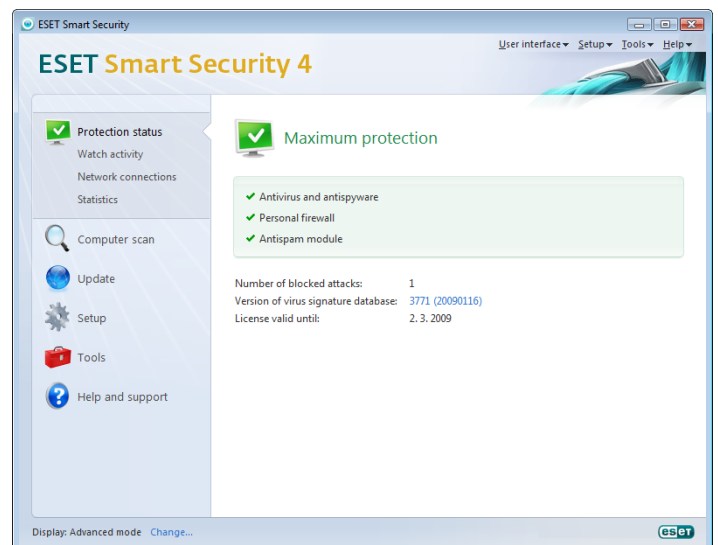 ESET Smart Security
User interface Setup Tools Help
ESET Smart Security 4
Protection status
Watch activity
Network connections
Statistics
Computer scan
Update
Setup
Tools
Help and support
Maximum protection
Antivirus and antispyware
Personal firewall
Antispam module
Number of blocked attacks: 1
Version of virus signature database: 3771 (20090116)
License valid until: 2. 3. 2009
Display: Advanced mode Change...
eset